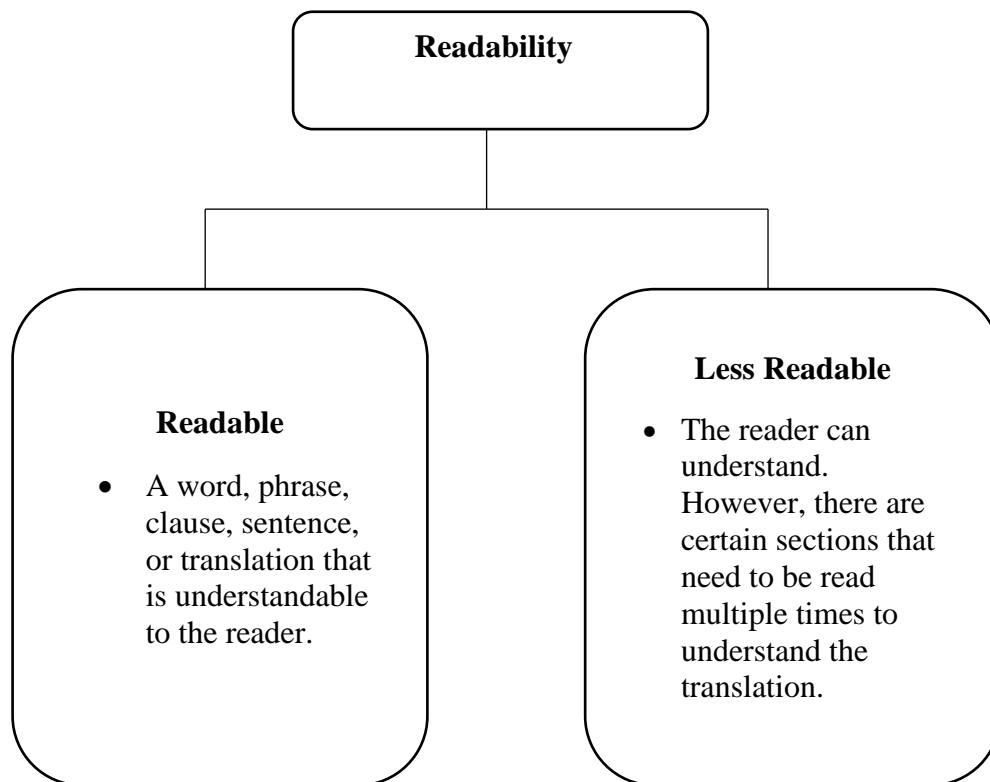 Readability
Readable
• A word, phrase,
clause, sentence,
or translation that
is understandable
to the reader.
Less Readable
• The reader can
understand.
However, there are
certain sections that
need to be read
multiple times to
understand the
translation.